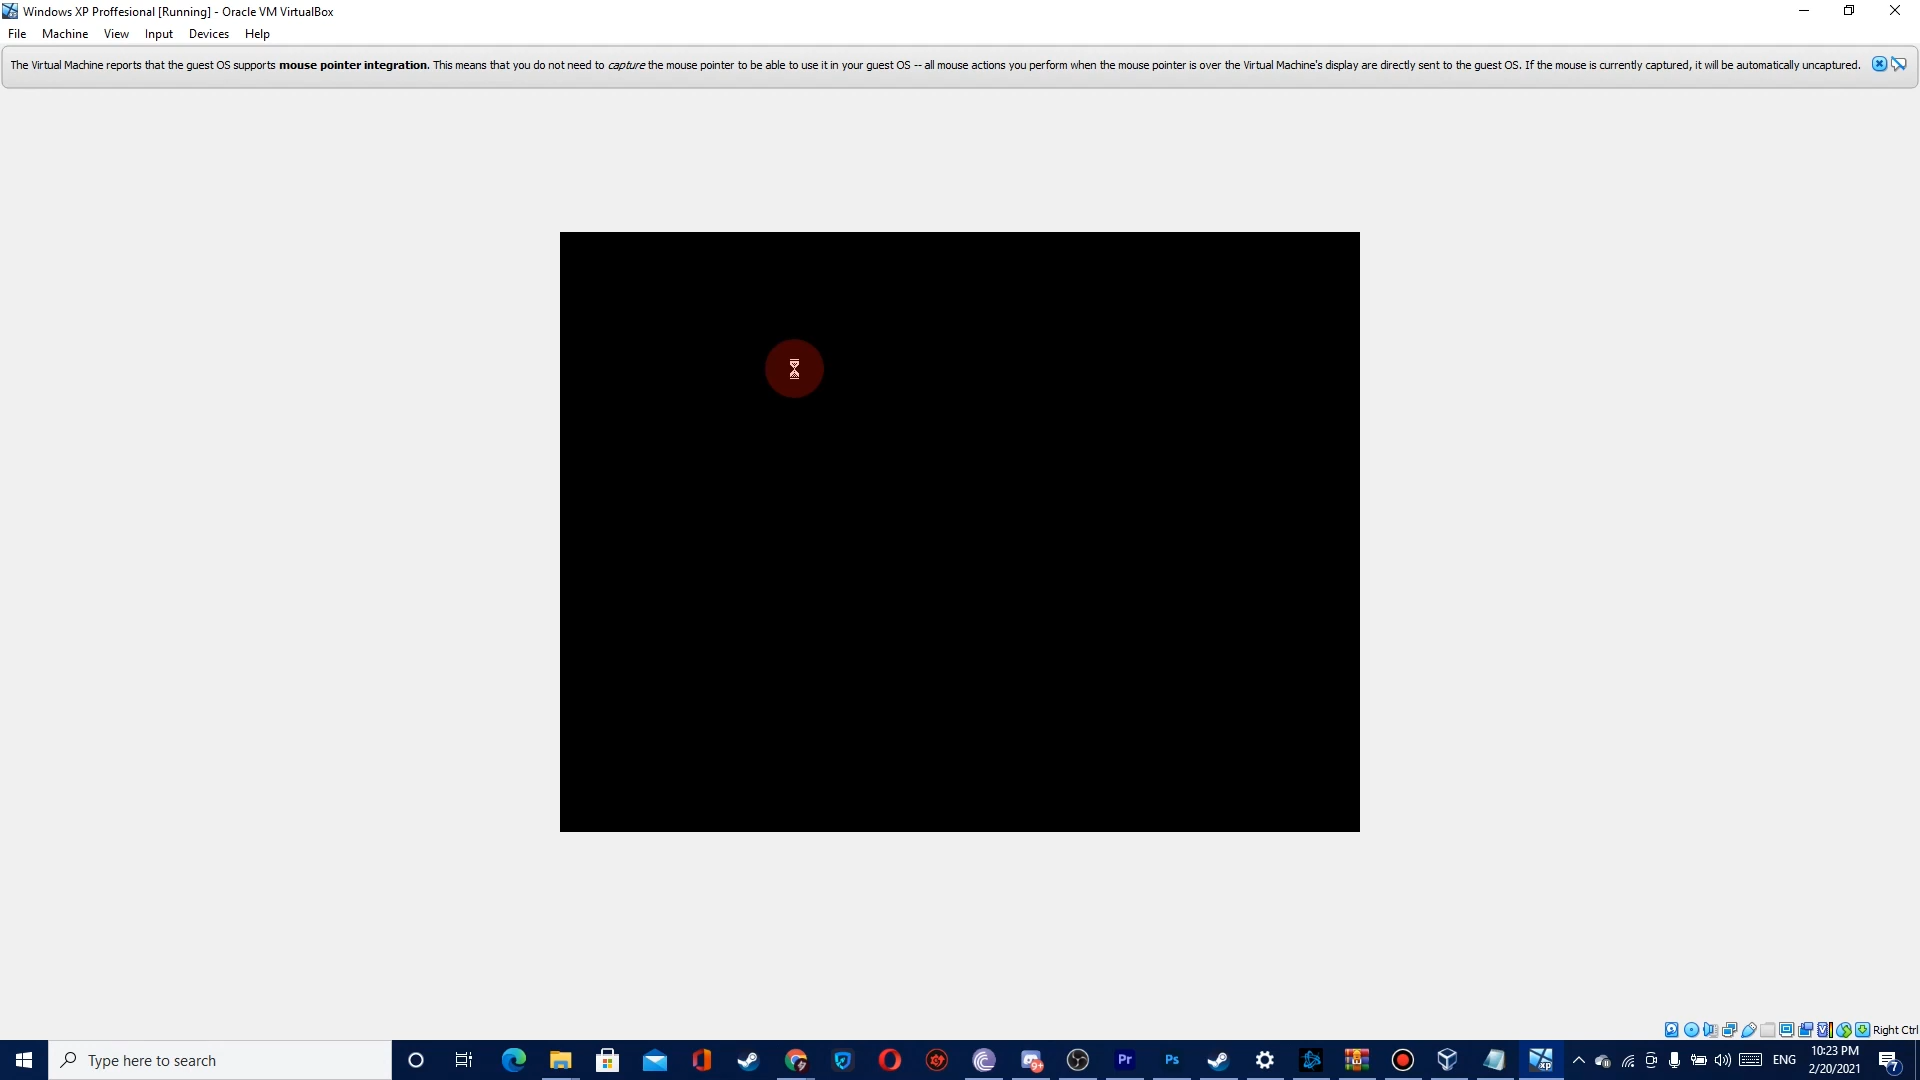 Windows XP Proffesional [Running] - Oracle VM VirtualBox
File Machine View Input Devices Help
The Virtual Machine reports that the guest OS supports mouse pointer integration. This means that you do not need to capture the mouse pointer to be able to use it in your guest OS -- all mouse actions you perform when the mouse pointer is over the Virtual Machine's display are directly sent to the guest OS. If the mouse is currently captured, it will be automatically uncaptured.
Right Ctrl
Type here to search
9+
Pr
Ps
XP
ENG
10:23 PM
2/20/2021
7